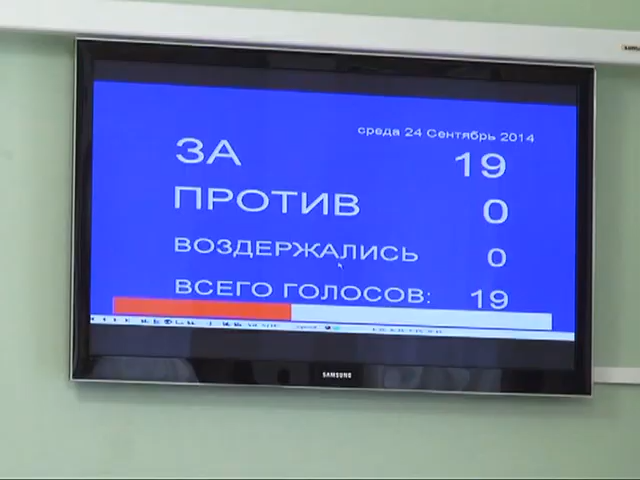 среда 24 Сентябрь 2014
ЗА 19
ПРОТИВ 0
ВОЗДЕРЖАЛИСЬ 0
ВСЕГО ГОЛОСОВ: 19
SAMSUNG